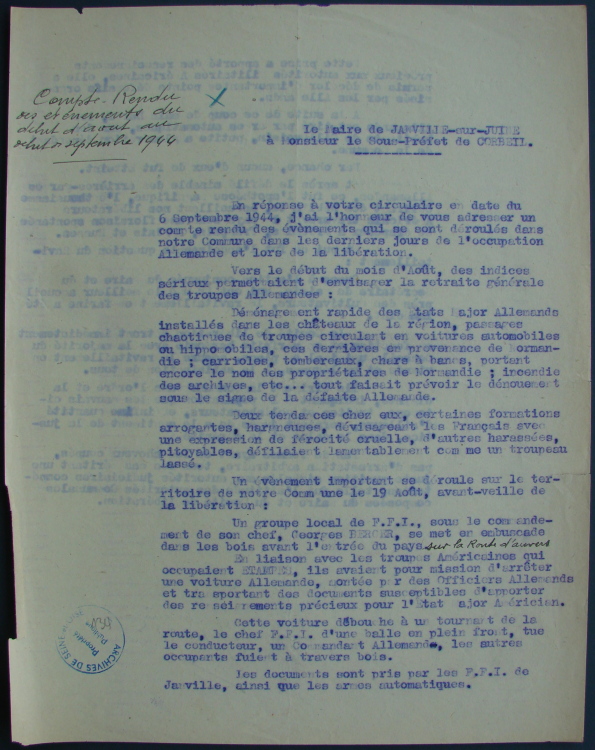 Compte-Rendu
des evénements du
début d'Août au
début septembre 1944
le Maire de JANVILLE-sur-JUINE
à Monsieur le Sous-Préfet de CORBEIL.
En réponse à votre circulaire en date du
6 Septembre 1944, j'ai l'honneur de vous adresser un
compte rendu des évènements qui se sont déroulés dans
notre Commune dans les derniers jours de l'occupation
Allemande et lors de la libération.
Vers le début du mois d'Août, des indices
sérieux permettaient d'envisager la retraite générale
des troupes Allemandes :
Déménagement rapide des Etats Major Allemands
installés dans les châteaux de la région, passages
chaotiques de troupes circulant en voitures automobiles
ou hippomobiles, ces dernières en provenance de Norman-
die ; carrioles, tombereaux, chars à bancs, portant
encore le nom des propriétaires de Normandie ; incendie
des archives, etc... tout faisait prévoir le dénouement
sous le signe de la défaite Allemande.
Deux tendances chez eux, certaines formations
arrogantes, hargneuses, dévisageant les Français avec
une expression de férocité cruelle, d'autres harassées,
pitoyables, défilaient lamentablement comme un troupeau
lassé.
Un évènement important se déroule sur le ter-
ritoire de notre Commune le 19 Août, avant-veille de
la libération :
Un groupe local de F.F.I., sous le commande-
ment de son chef, Georges BERGER, se met en embuscade
dans les bois avant l'entrée du pays sur la Route d'auvers
En liaison avec les troupes Américaines qui
occupaient ETAMPES, ils avaient pour mission d'arrêter
une voiture Allemande, montée par des Officiers Allemands
et transportant des documents susceptibles d'apporter
des renseignements précieux pour l'Etat Major Américien.
Cette voiture débouche à un tournant de la
route, le chef F.F.I. d'une balle en plein front, tue
le conducteur, un Commandant Allemand, les autres
occupants fuient à travers bois.
Les documents sont pris par les F.F.I. de
Janville, ainsi que les armes automatiques.
ARCHIVES DE SEINE
Propriété
Publique